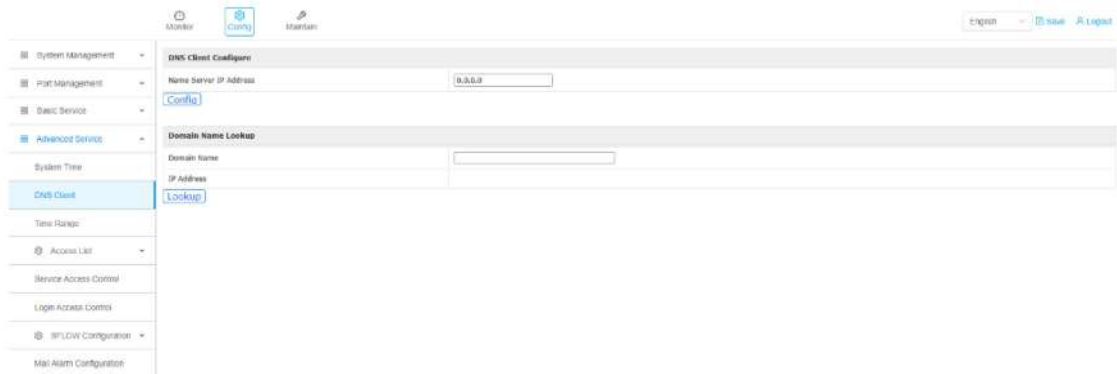 Monitor
Config
Maintain
English
Save
Logout
System Management
Port Management
Basic Service
Advanced Service
System Time
DNS Client
Time Range
Access List
Service Access Control
Login Access Control
SFLOW Configuration
Mail Alarm Configuration
DNS Client Configure
Name Server IP Address
0.0.0.0
Config
Domain Name Lookup
Domain Name
IP Address
Lookup